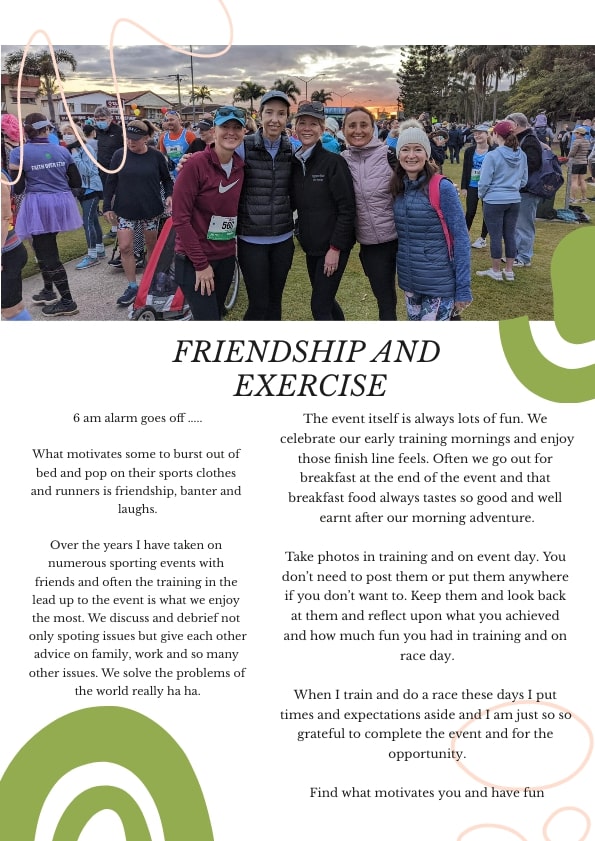 FRIENDSHIP AND
EXERCISE
6 am alarm goes off .....
What motivates some to burst out of
bed and pop on their sports clothes
and runners is friendship, banter and
laughs.
Over the years I have taken on
numerous sporting events with
friends and often the training in the
lead up to the event is what we enjoy
the most. We discuss and debrief not
only spoting issues but give each other
advice on family, work and so many
other issues. We solve the problems of
the world really ha ha.
The event itself is always lots of fun. We
celebrate our early training mornings and enjoy
those finish line feels. Often we go out for
breakfast at the end of the event and that
breakfast food always tastes so good and well
earnt after our morning adventure.
Take photos in training and on event day. You
don't need to post them or put them anywhere
if you don't want to. Keep them and look back
at them and reflect upon what you achieved
and how much fun you had in training and on
race day.
When I train and do a race these days I put
times and expectations aside and I am just so so
grateful to complete the event and for the
opportunity.
Find what motivates you and have fun